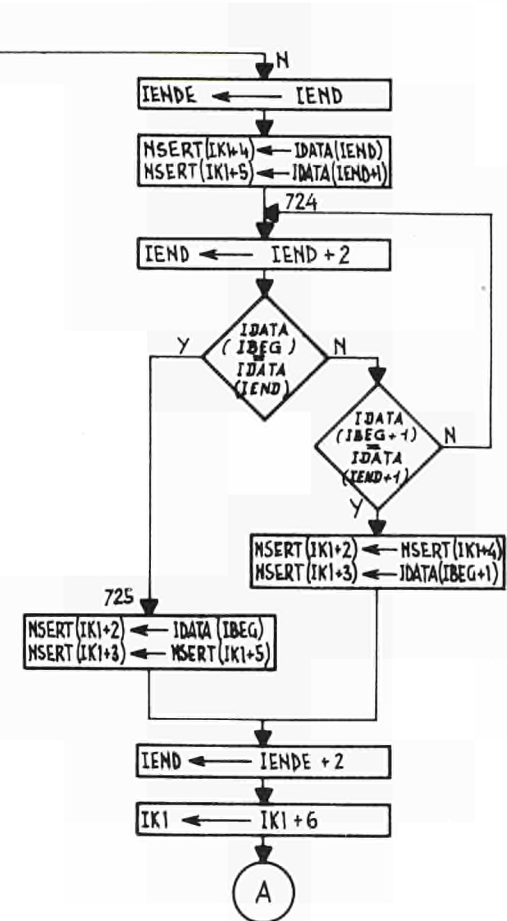 N
IENDE ← IEND
NSERT(IK1+4) ← IDATA(IEND)
NSERT(IK1+5) ← IDATA(IEND+1)
724
IEND ← IEND + 2
Y
IDATA
(IBEG)
=
IDATA
(IEND)
N
IDATA
(IBEG+1)
=
IDATA
(IEND+1)
N
Y
NSERT(IK1+2) ← NSERT(IK1+4)
NSERT(IK1+3) ← IDATA(IBEG+1)
725
NSERT(IK1+2) ← IDATA(IBEG)
NSERT(IK1+3) ← NSERT(IK1+5)
IEND ← IENDE + 2
IK1 ← IK1 + 6
A